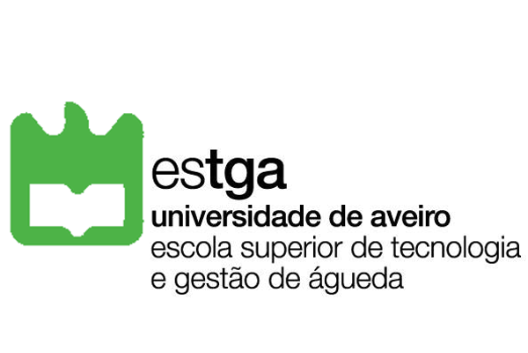 estga
universidade de aveiro
escola superior de tecnologia
e gestão de águeda